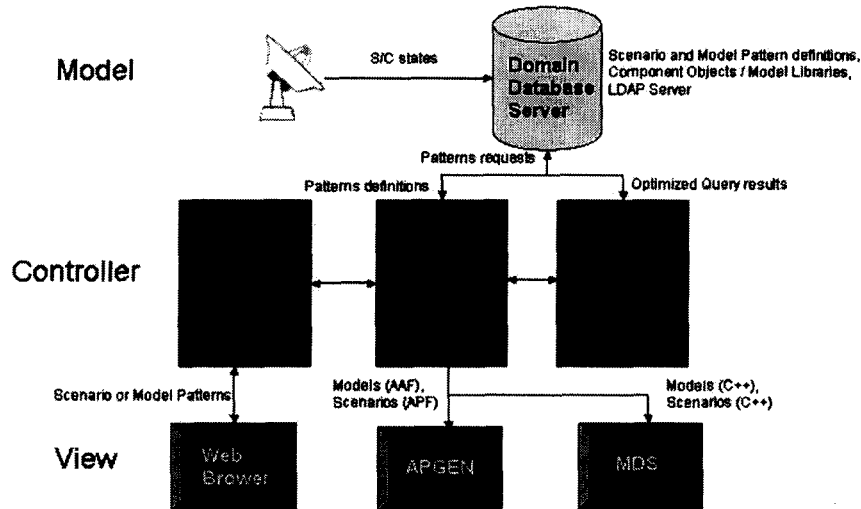 Model
S/C states
Domain
Database
Server
Scenario and Model Pattern definitions,
Component Objects / Model Libraries,
LDAP Server
Patterns requests
Patterns definitions
Optimized Query results
Controller
Scenario or Model Patterns
Models (AAF),
Scenarios (APF)
Models (C++),
Scenarios (C++)
View
Web
Brower
APGEN
MDS